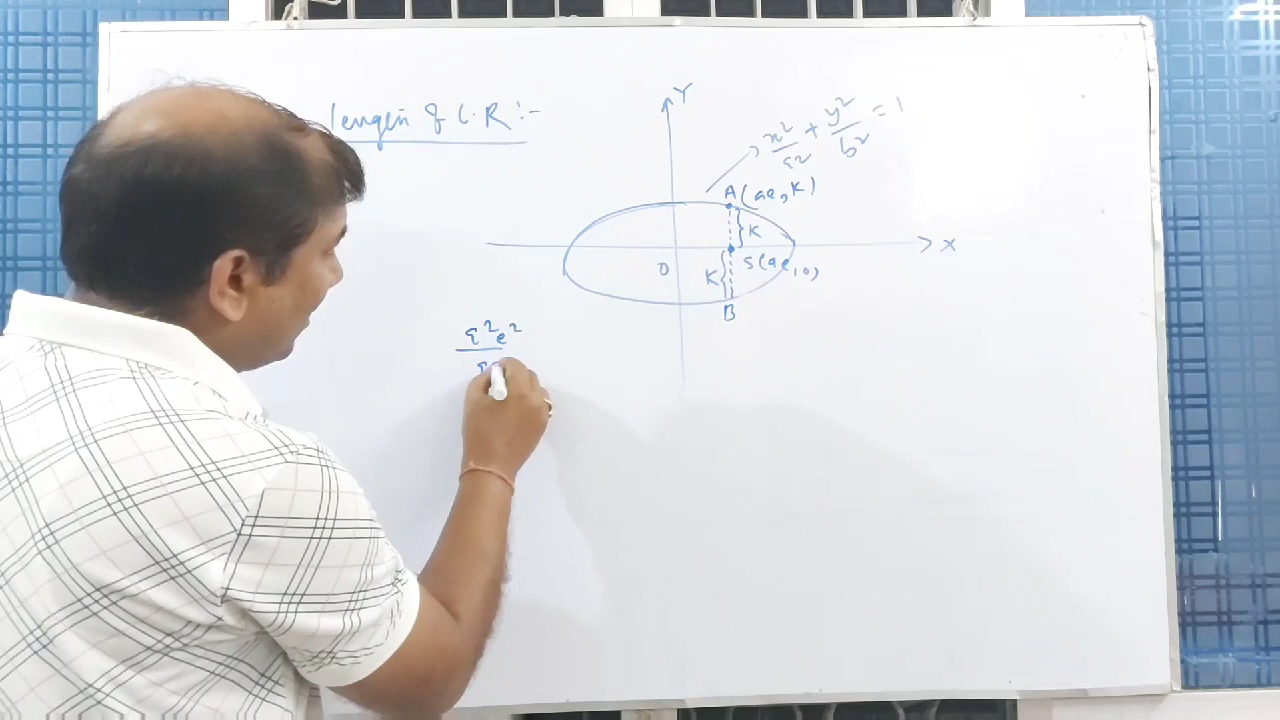 length of L.R :-
Y
x²/a² + y²/b² = 1
A(ae,K)
K
X
O
S(ae,0)
K
B
a²e²
a